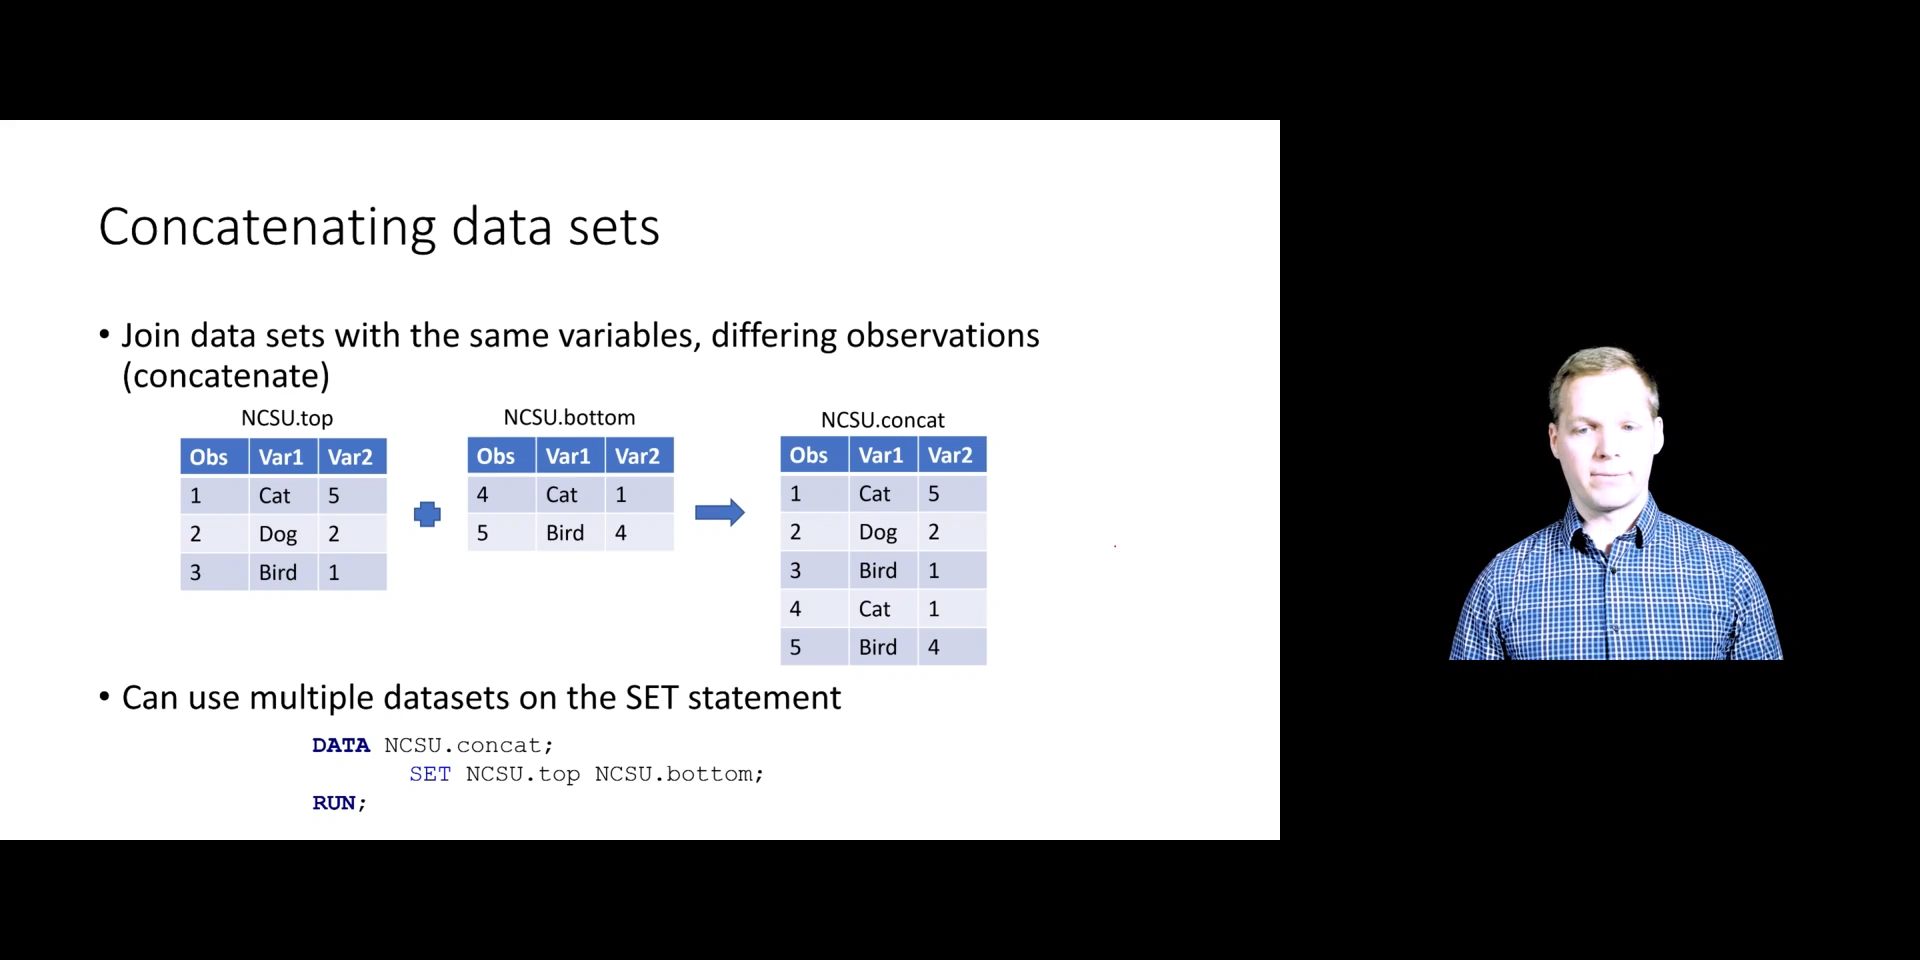 Concatenating data sets
• Join data sets with the same variables, differing observations
(concatenate)
NCSU.top
Obs Var1 Var2
1 Cat 5
2 Dog 2
3 Bird 1
NCSU.bottom
Obs Var1 Var2
4 Cat 1
5 Bird 4
NCSU.concat
Obs Var1 Var2
1 Cat 5
2 Dog 2
3 Bird 1
4 Cat 1
5 Bird 4
• Can use multiple datasets on the SET statement
DATA NCSU.concat;
SET NCSU.top NCSU.bottom;
RUN;